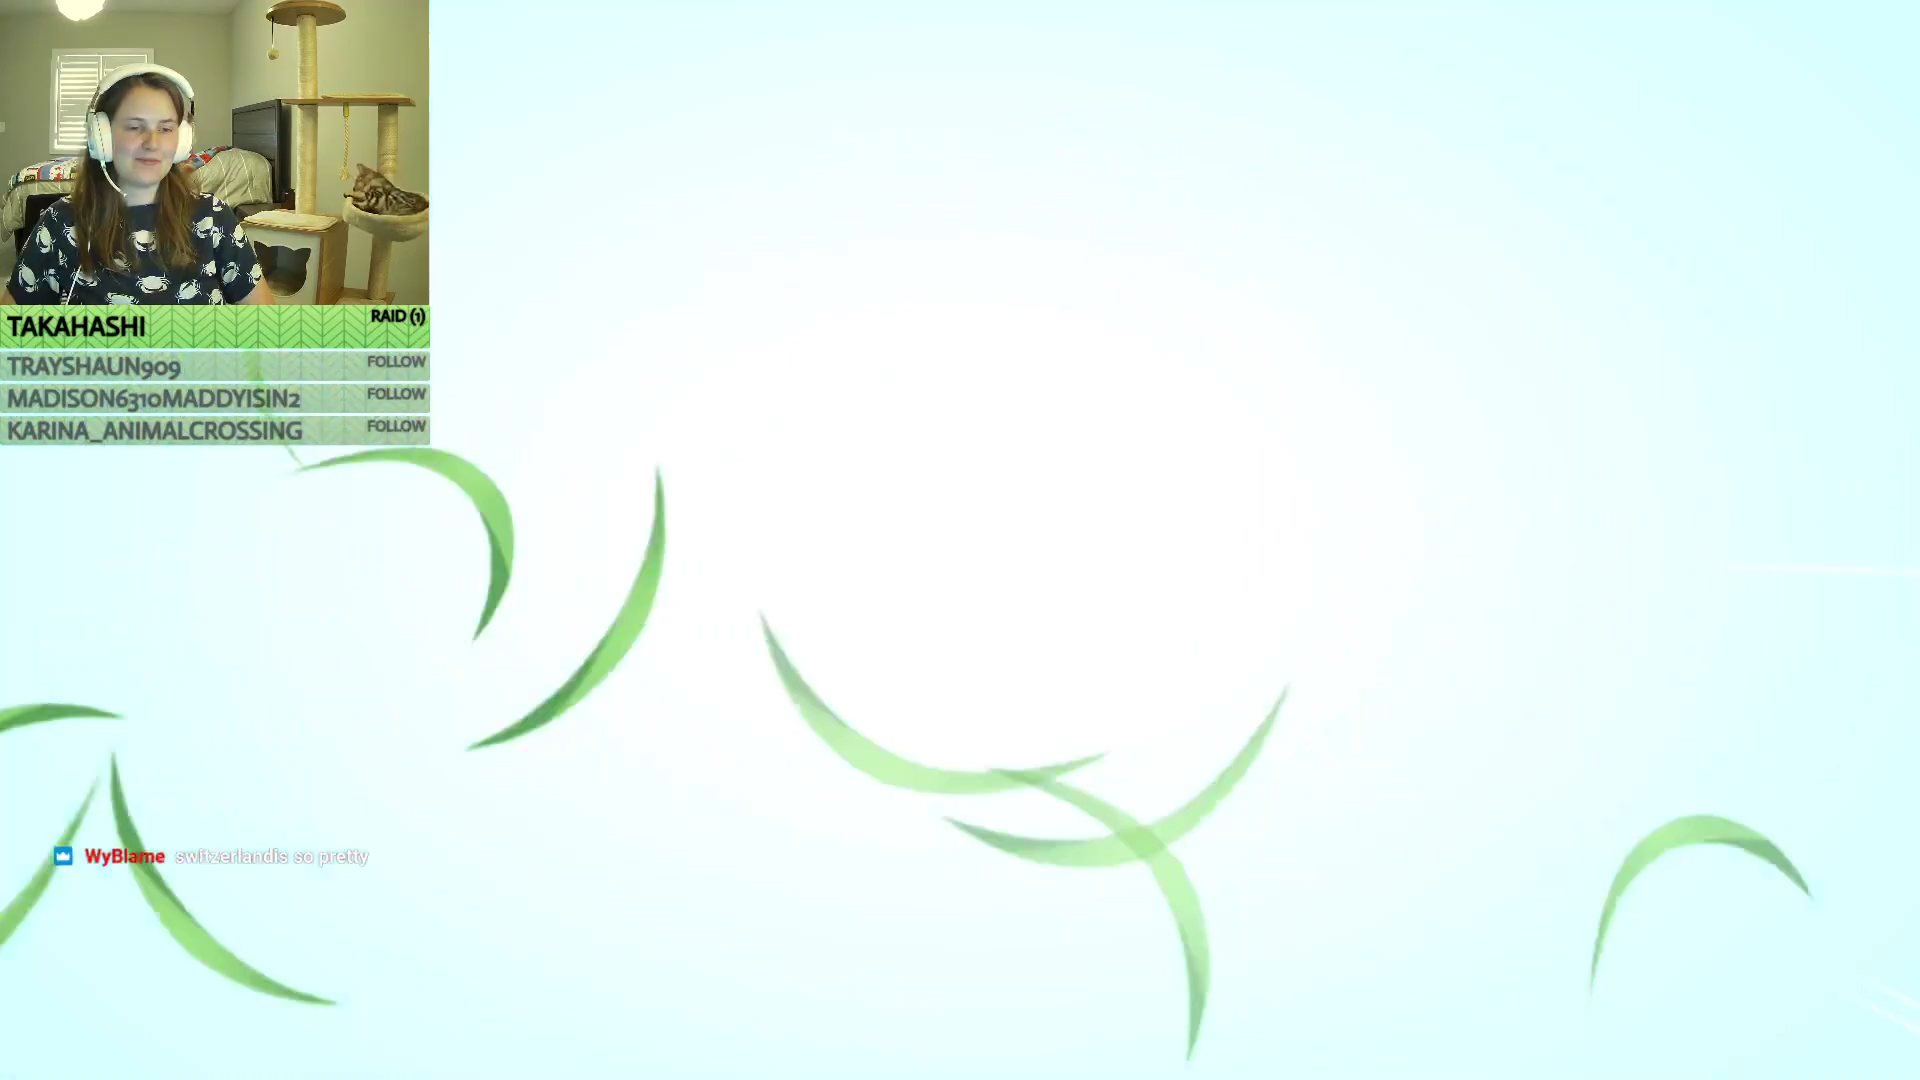 TAKAHASHI RAID (1)
TRAYSHAUN909 FOLLOW
MADISON6310MADDYISIN2 FOLLOW
KARINA_ANIMALCROSSING FOLLOW
WyBlame switzerlandis so pretty